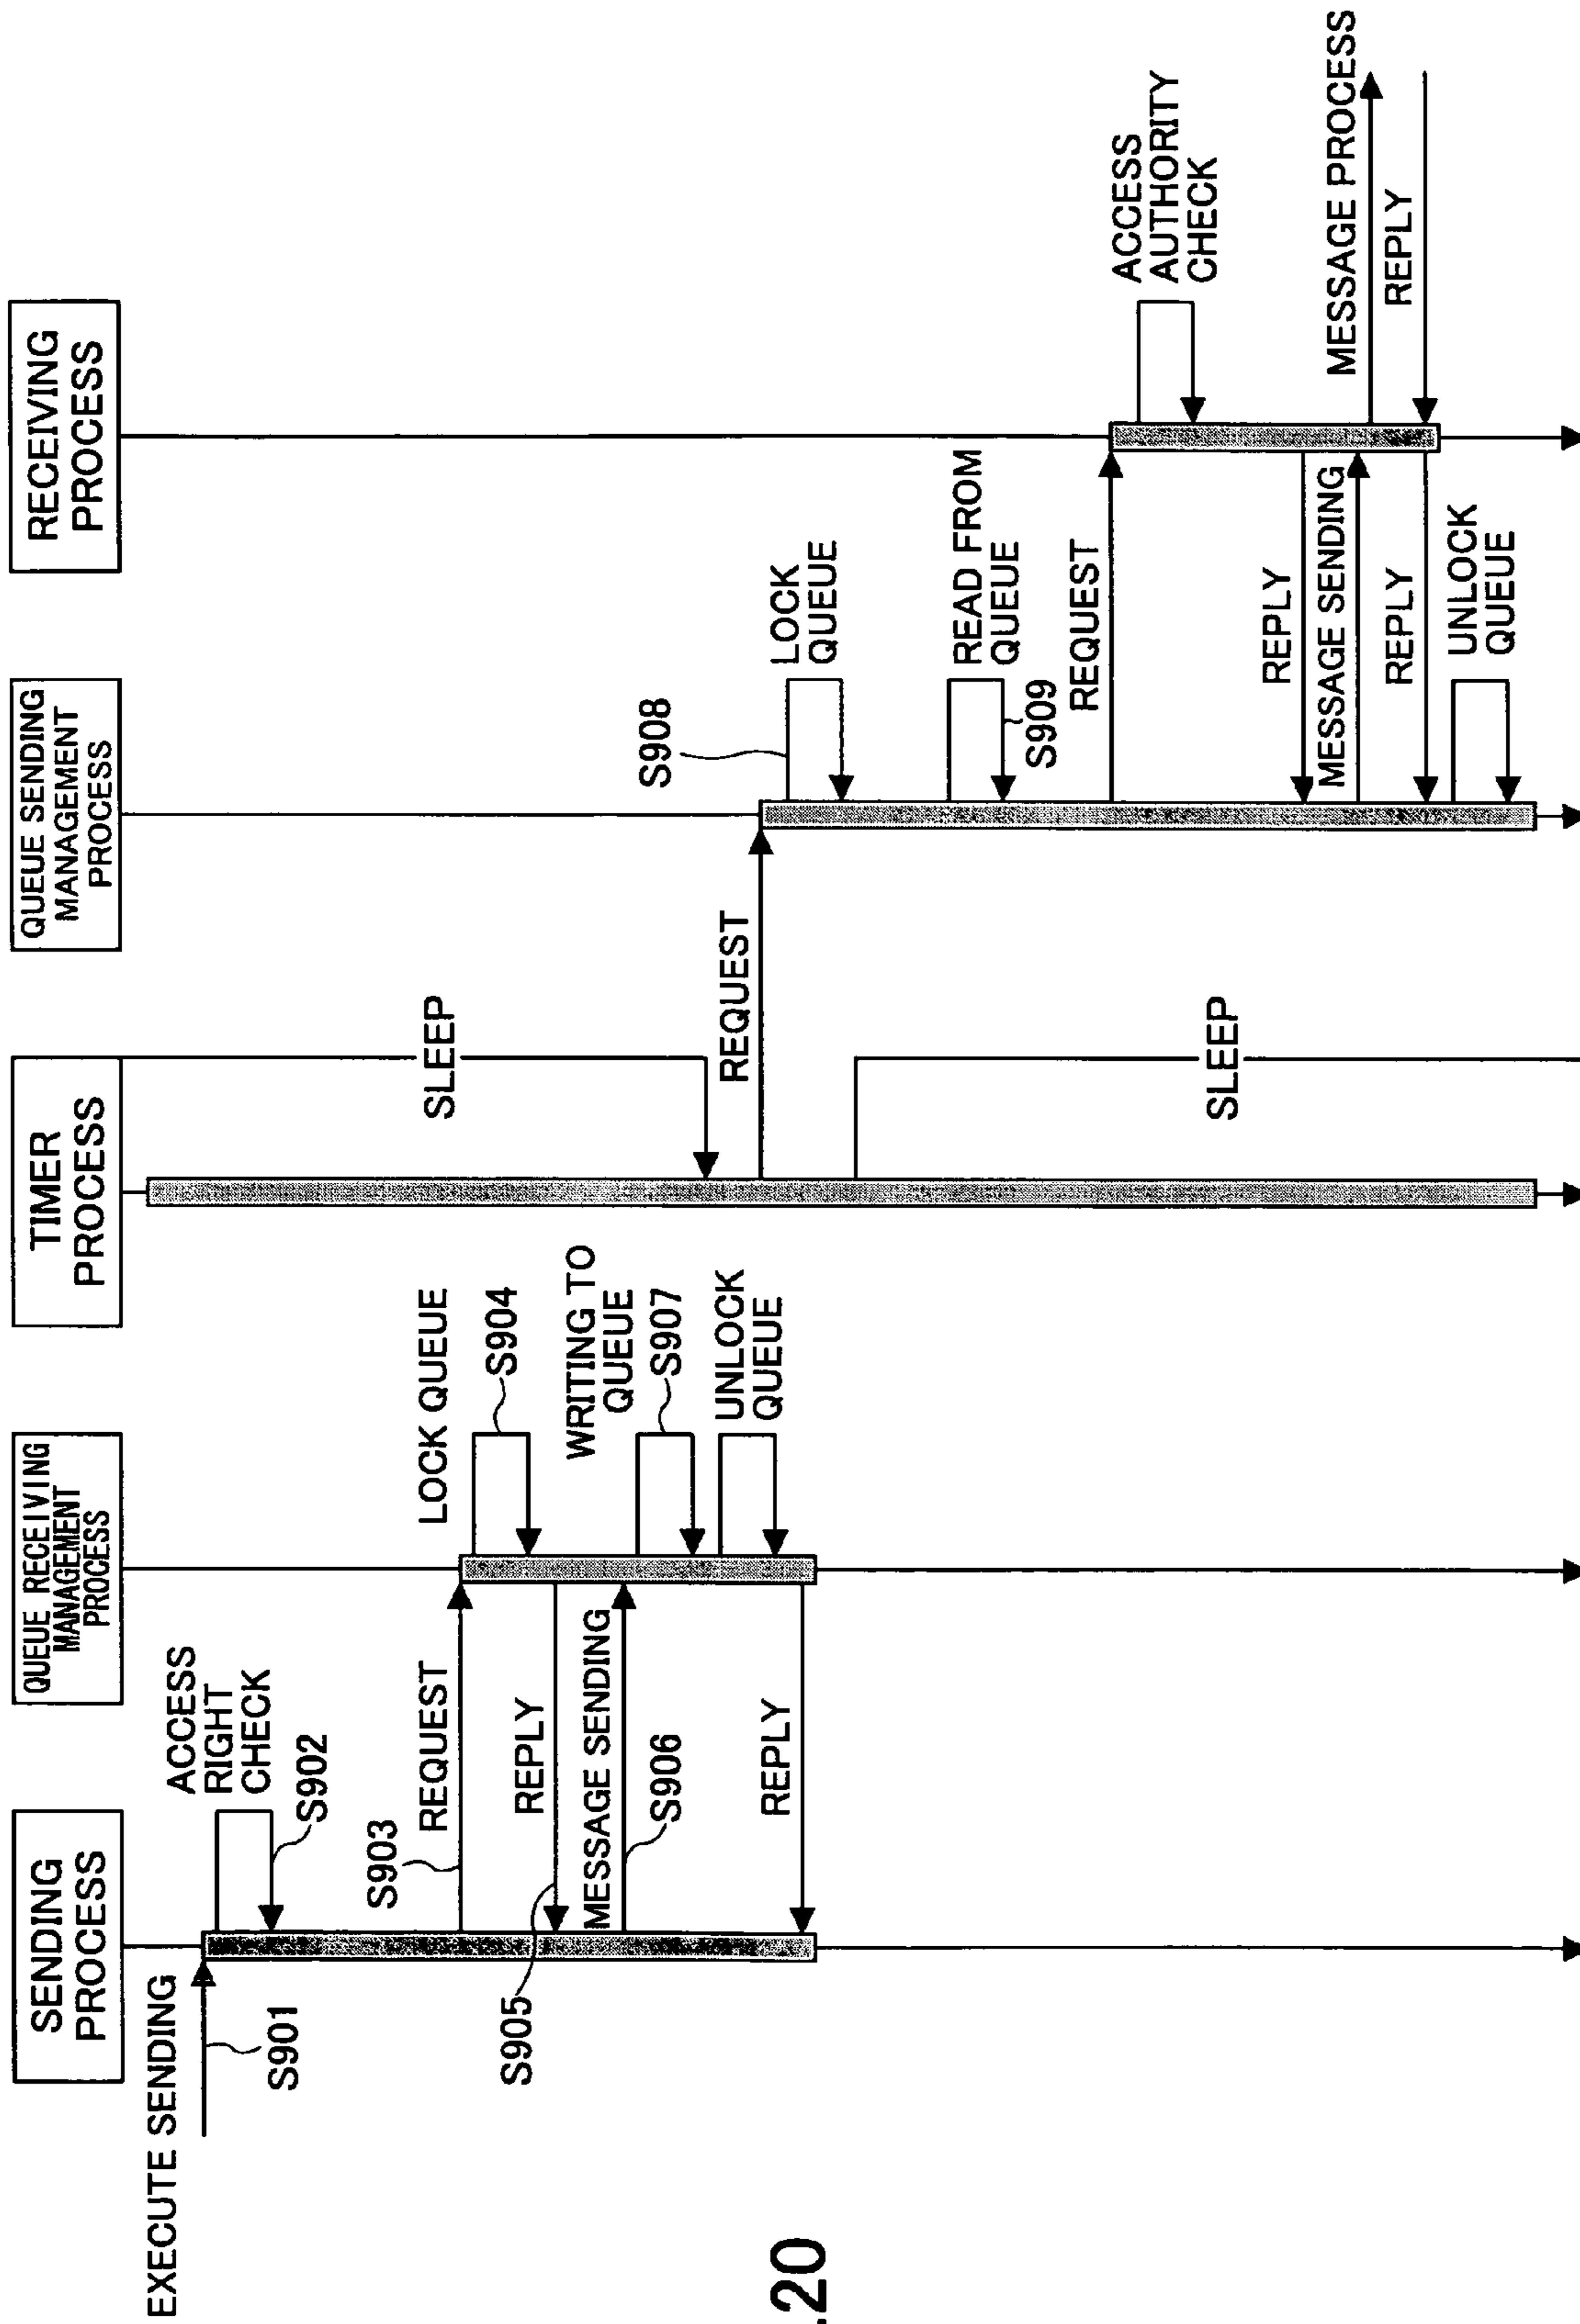 SENDING
PROCESS
QUEUE RECEIVING
MANAGEMENT
PROCESS
TIMER
PROCESS
QUEUE SENDING
MANAGEMENT
PROCESS
RECEIVING
PROCESS
EXECUTE SENDING
S901
ACCESS
RIGHT
CHECK
S902
S903
REQUEST
LOCK QUEUE
S904
REPLY
S905
MESSAGE SENDING
S906
WRITING TO
QUEUE
S907
UNLOCK
QUEUE
REPLY
SLEEP
REQUEST
SLEEP
S908
LOCK
QUEUE
READ FROM
QUEUE
S909
REQUEST
ACCESS
AUTHORITY
CHECK
REPLY
MESSAGE SENDING
MESSAGE PROCESS
REPLY
REPLY
UNLOCK
QUEUE
.20